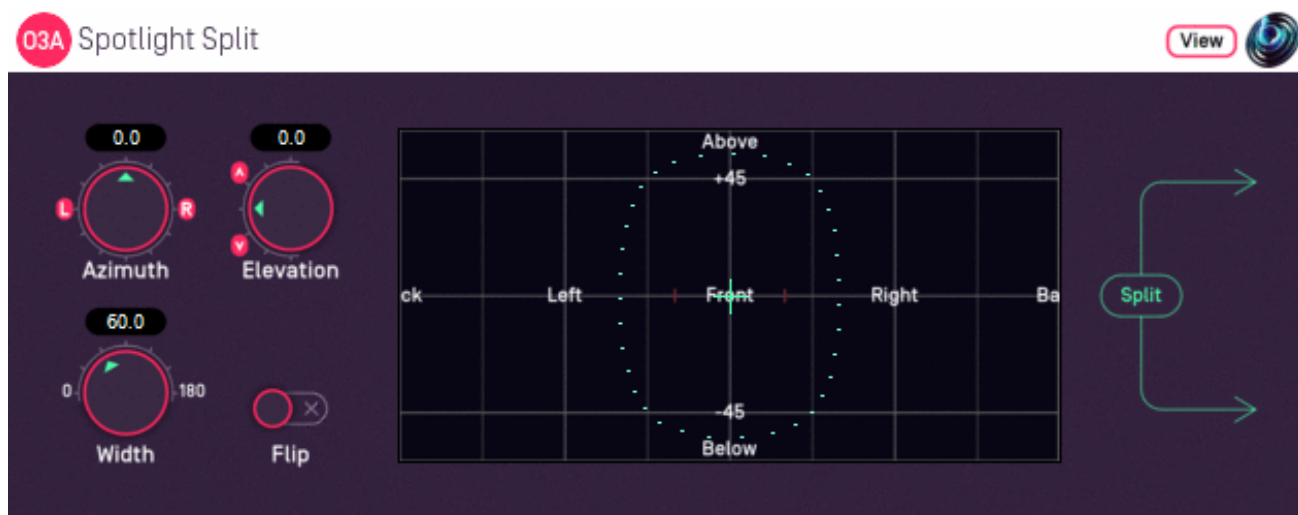 O3A Spotlight Split
View
0.0
0.0
L
R
Azimuth
Elevation
60.0
0
180
Width
Flip
Above
+45
ck
Left
Front
Right
Ba
-45
Below
Split